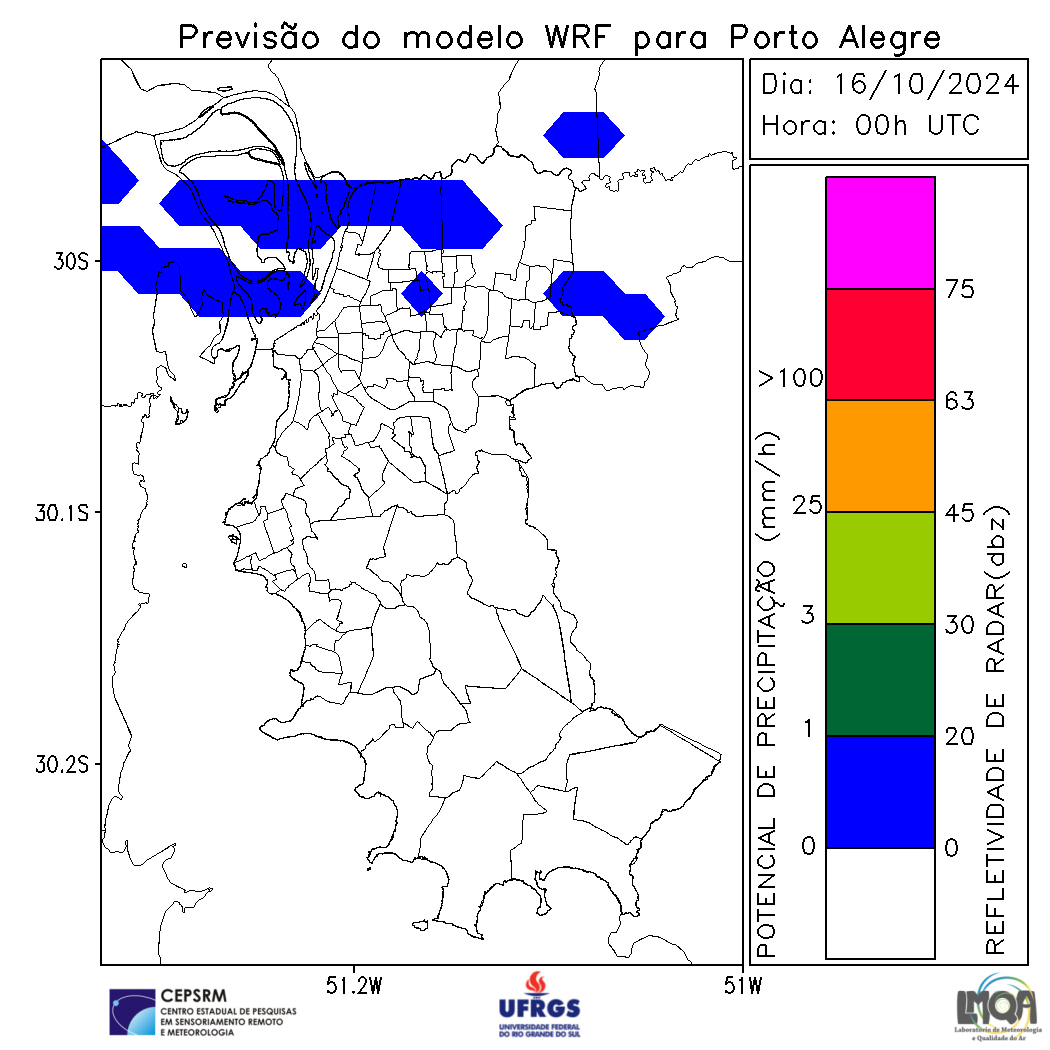 Previsão do modelo WRF para Porto Alegre
Dia: 16/10/2024
Hora: 00h UTC
30S
30.1S
30.2S
51.2W
51W
POTENCIAL DE PRECIPITAÇÃO (mm/h)
>100
25
3
1
0
75
63
45
30
20
0
REFLETIVIDADE DE RADAR(dbz)
CEPSRM
CENTRO ESTADUAL DE PESQUISAS
EM SENSORIAMENTO REMOTO
E METEOROLOGIA
UFRGS
UNIVERSIDADE FEDERAL
DO RIO GRANDE DO SUL
LMQA
Laboratório de Meteorologia
e Qualidade do Ar